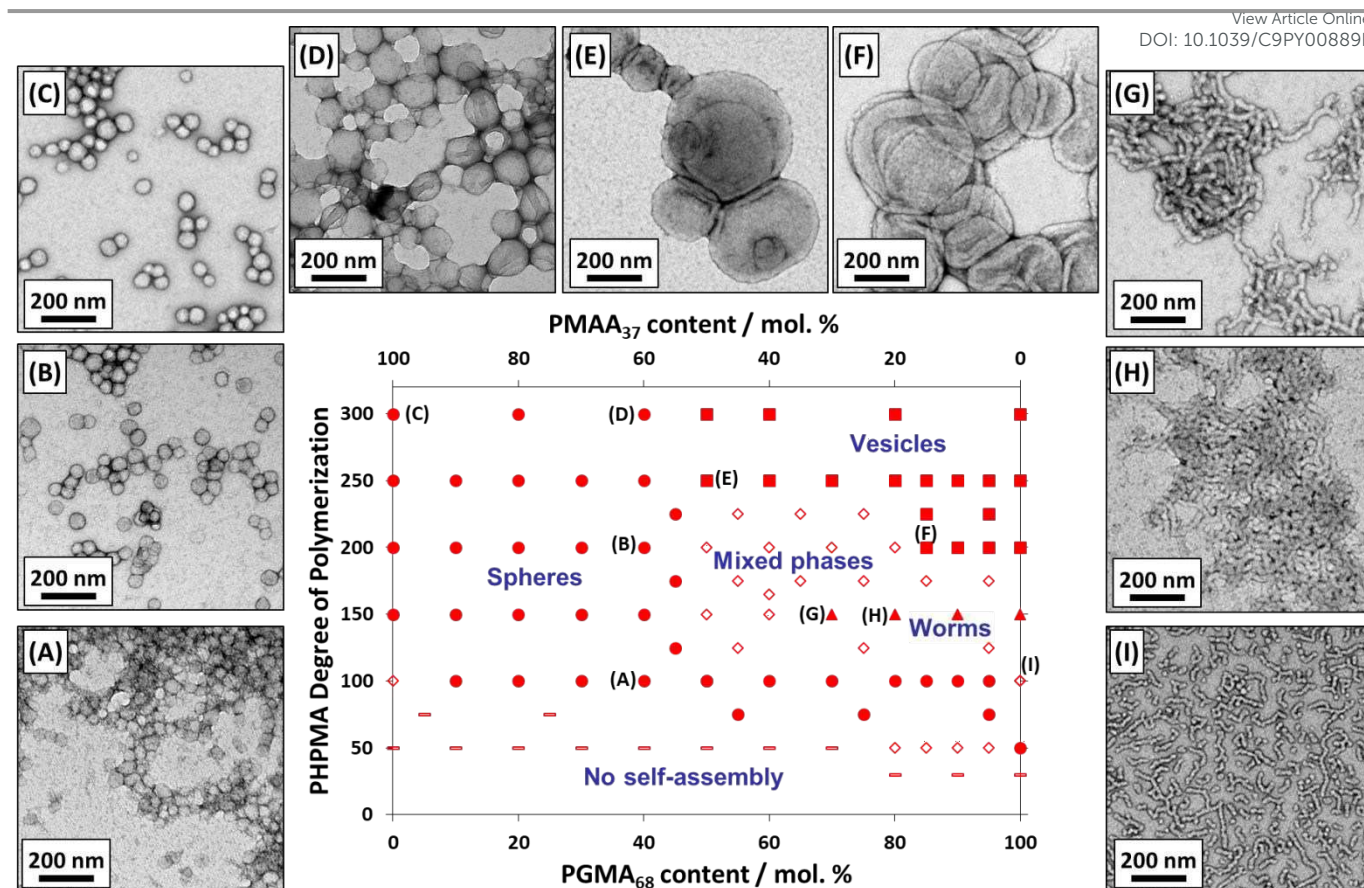 View Article Online
DOI: 10.1039/C9PY00889
(D)
(E)
(F)
(C)
(G)
200 nm
200 nm
200 nm
200 nm
200 nm
PMAA37 content / mol. %
100 80 60 40 20 0
(B)
(H)
200 nm
200 nm
PHPMA Degree of Polymerization
300
250
200
150
100
50
0
(C)
(D)
Vesicles
(E)
(F)
(B)
Mixed phases
Spheres
(G)
(H)
Worms
(I)
(A)
No self-assembly
0 20 40 60 80 100
PGMA68 content / mol. %
(A)
(I)
200 nm
200 nm